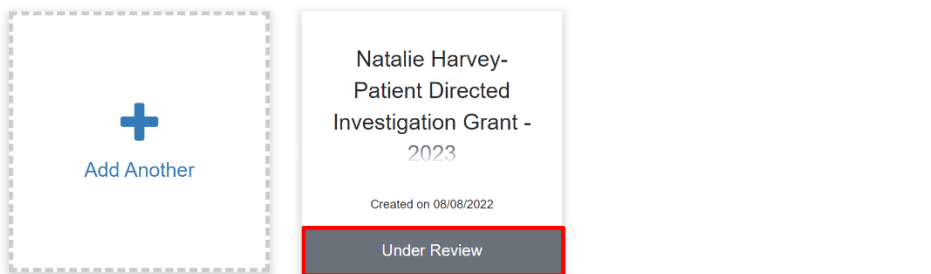 Add Another
Natalie Harvey-
Patient Directed
Investigation Grant -
2023
Created on 08/08/2022
Under Review